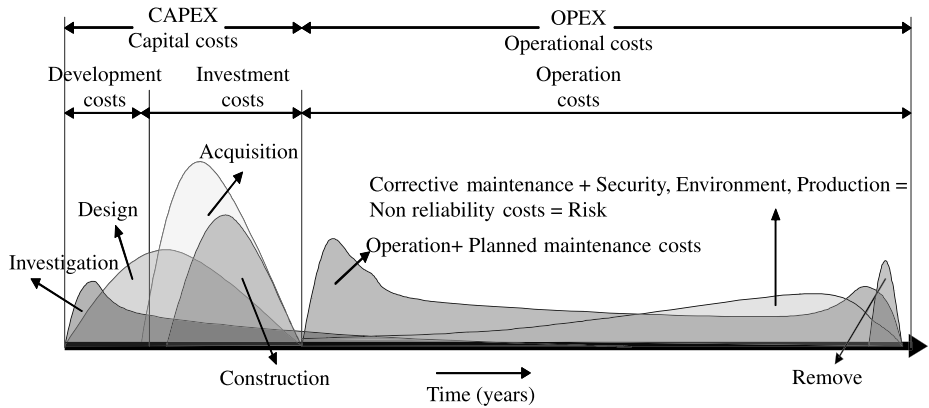 CAPEX
Capital costs
OPEX
Operational costs
Development
costs
Investment
costs
Operation
costs
Acquisition
Corrective maintenance + Security, Environment, Production =
Non reliability costs = Risk
Design
Operation+ Planned maintenance costs
Investigation
Construction
Remove
Time (years)